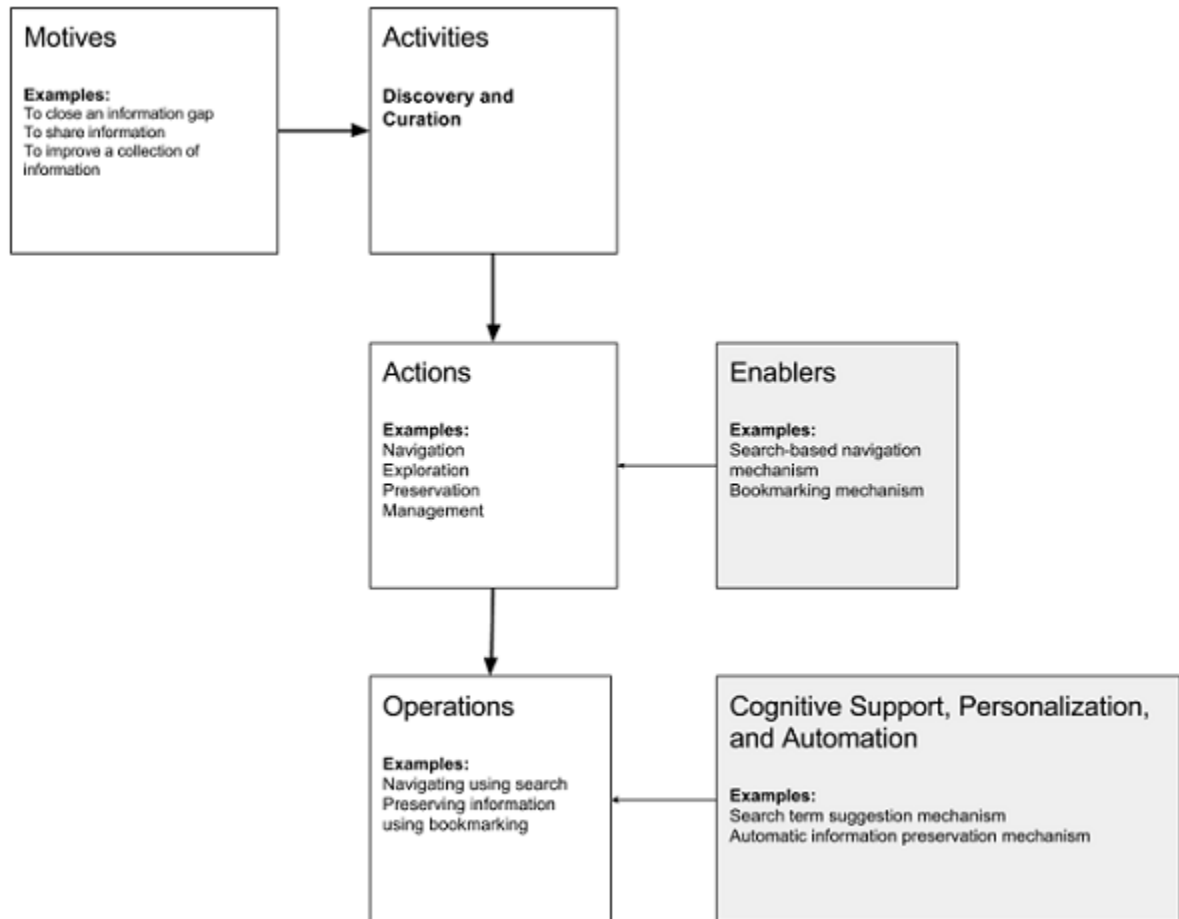 Motives
Examples:
To close an information gap
To share information
To improve a collection of
information
Activities
Discovery and
Curation
Actions
Examples:
Navigation
Exploration
Preservation
Management
Enablers
Examples:
Search-based navigation
mechanism
Bookmarking mechanism
Operations
Examples:
Navigating using search
Preserving information
using bookmarking
Cognitive Support, Personalization,
and Automation
Examples:
Search term suggestion mechanism
Automatic information preservation mechanism